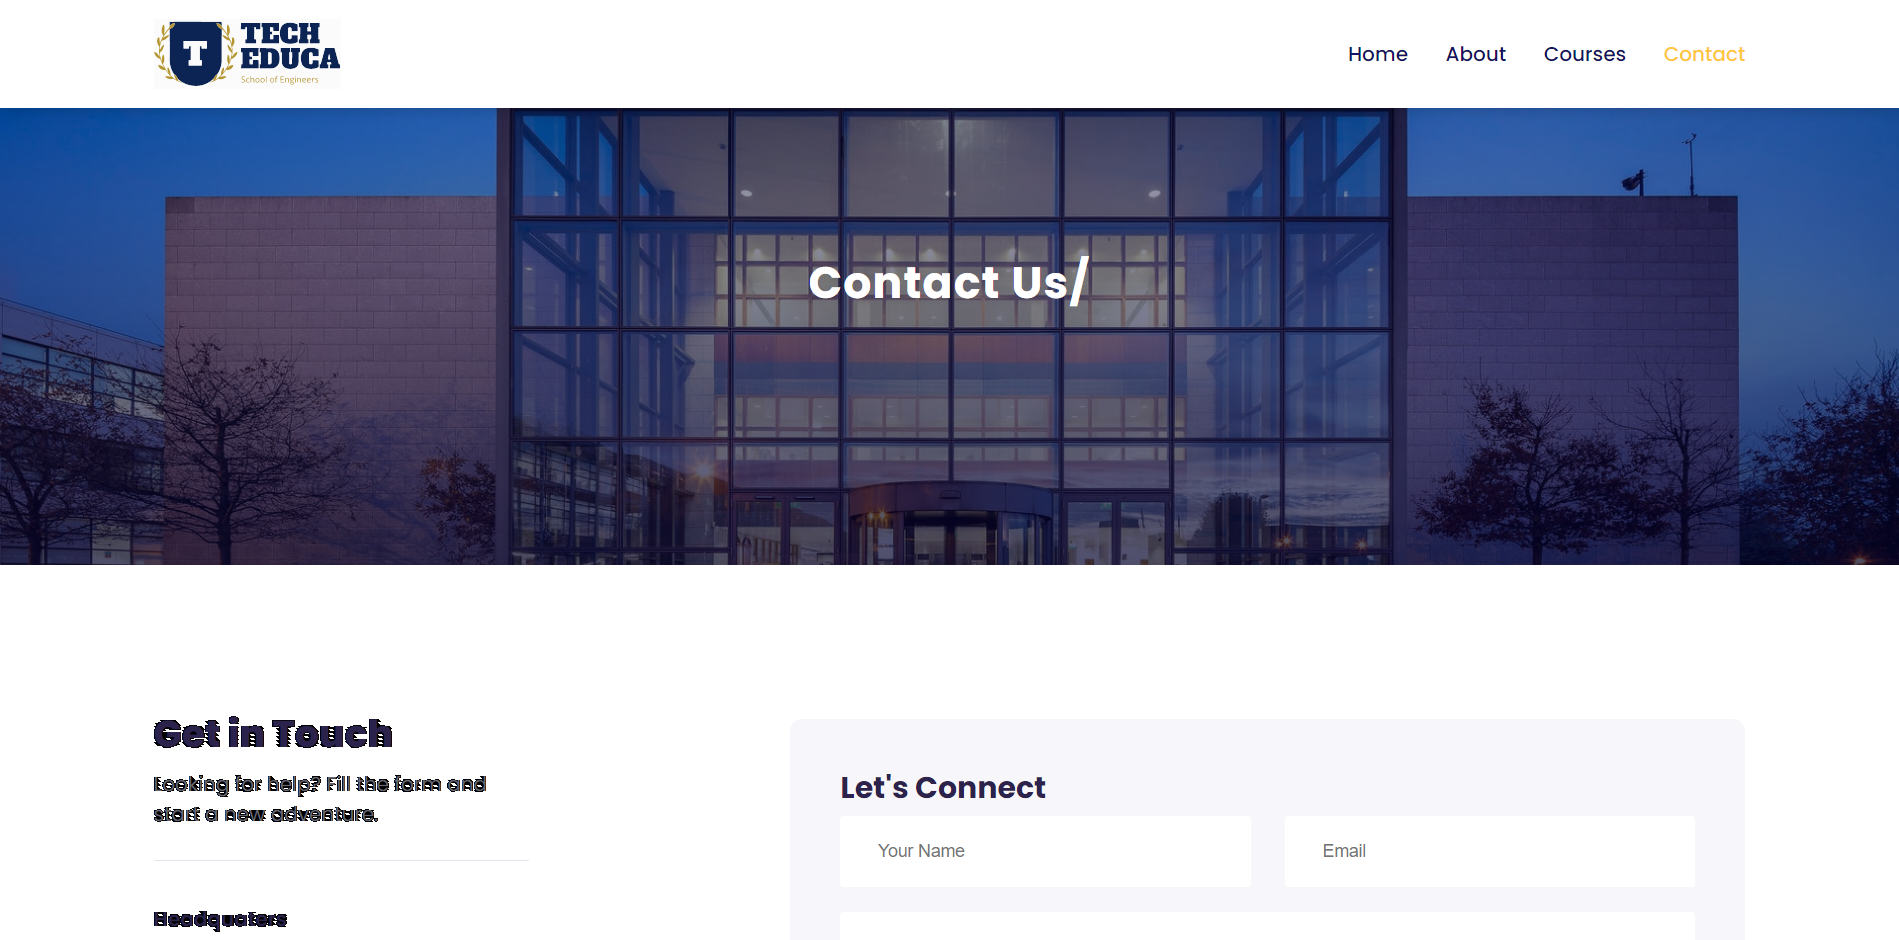 TECH
EDUCA
School of Engineers
Home About Courses Contact
Contact Us/
Get in Touch
Looking for help? Fill the form and
start a new adventure.
Headquaters
Let's Connect
Your Name Email